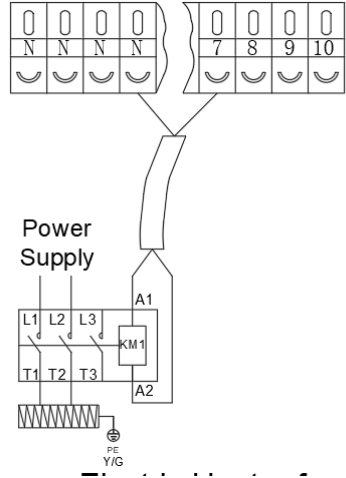 N N N N 7 8 9 10
Power
Supply
A1
L1 L2 L3
KM1
T1 T2 T3
A2
PE
Y/G